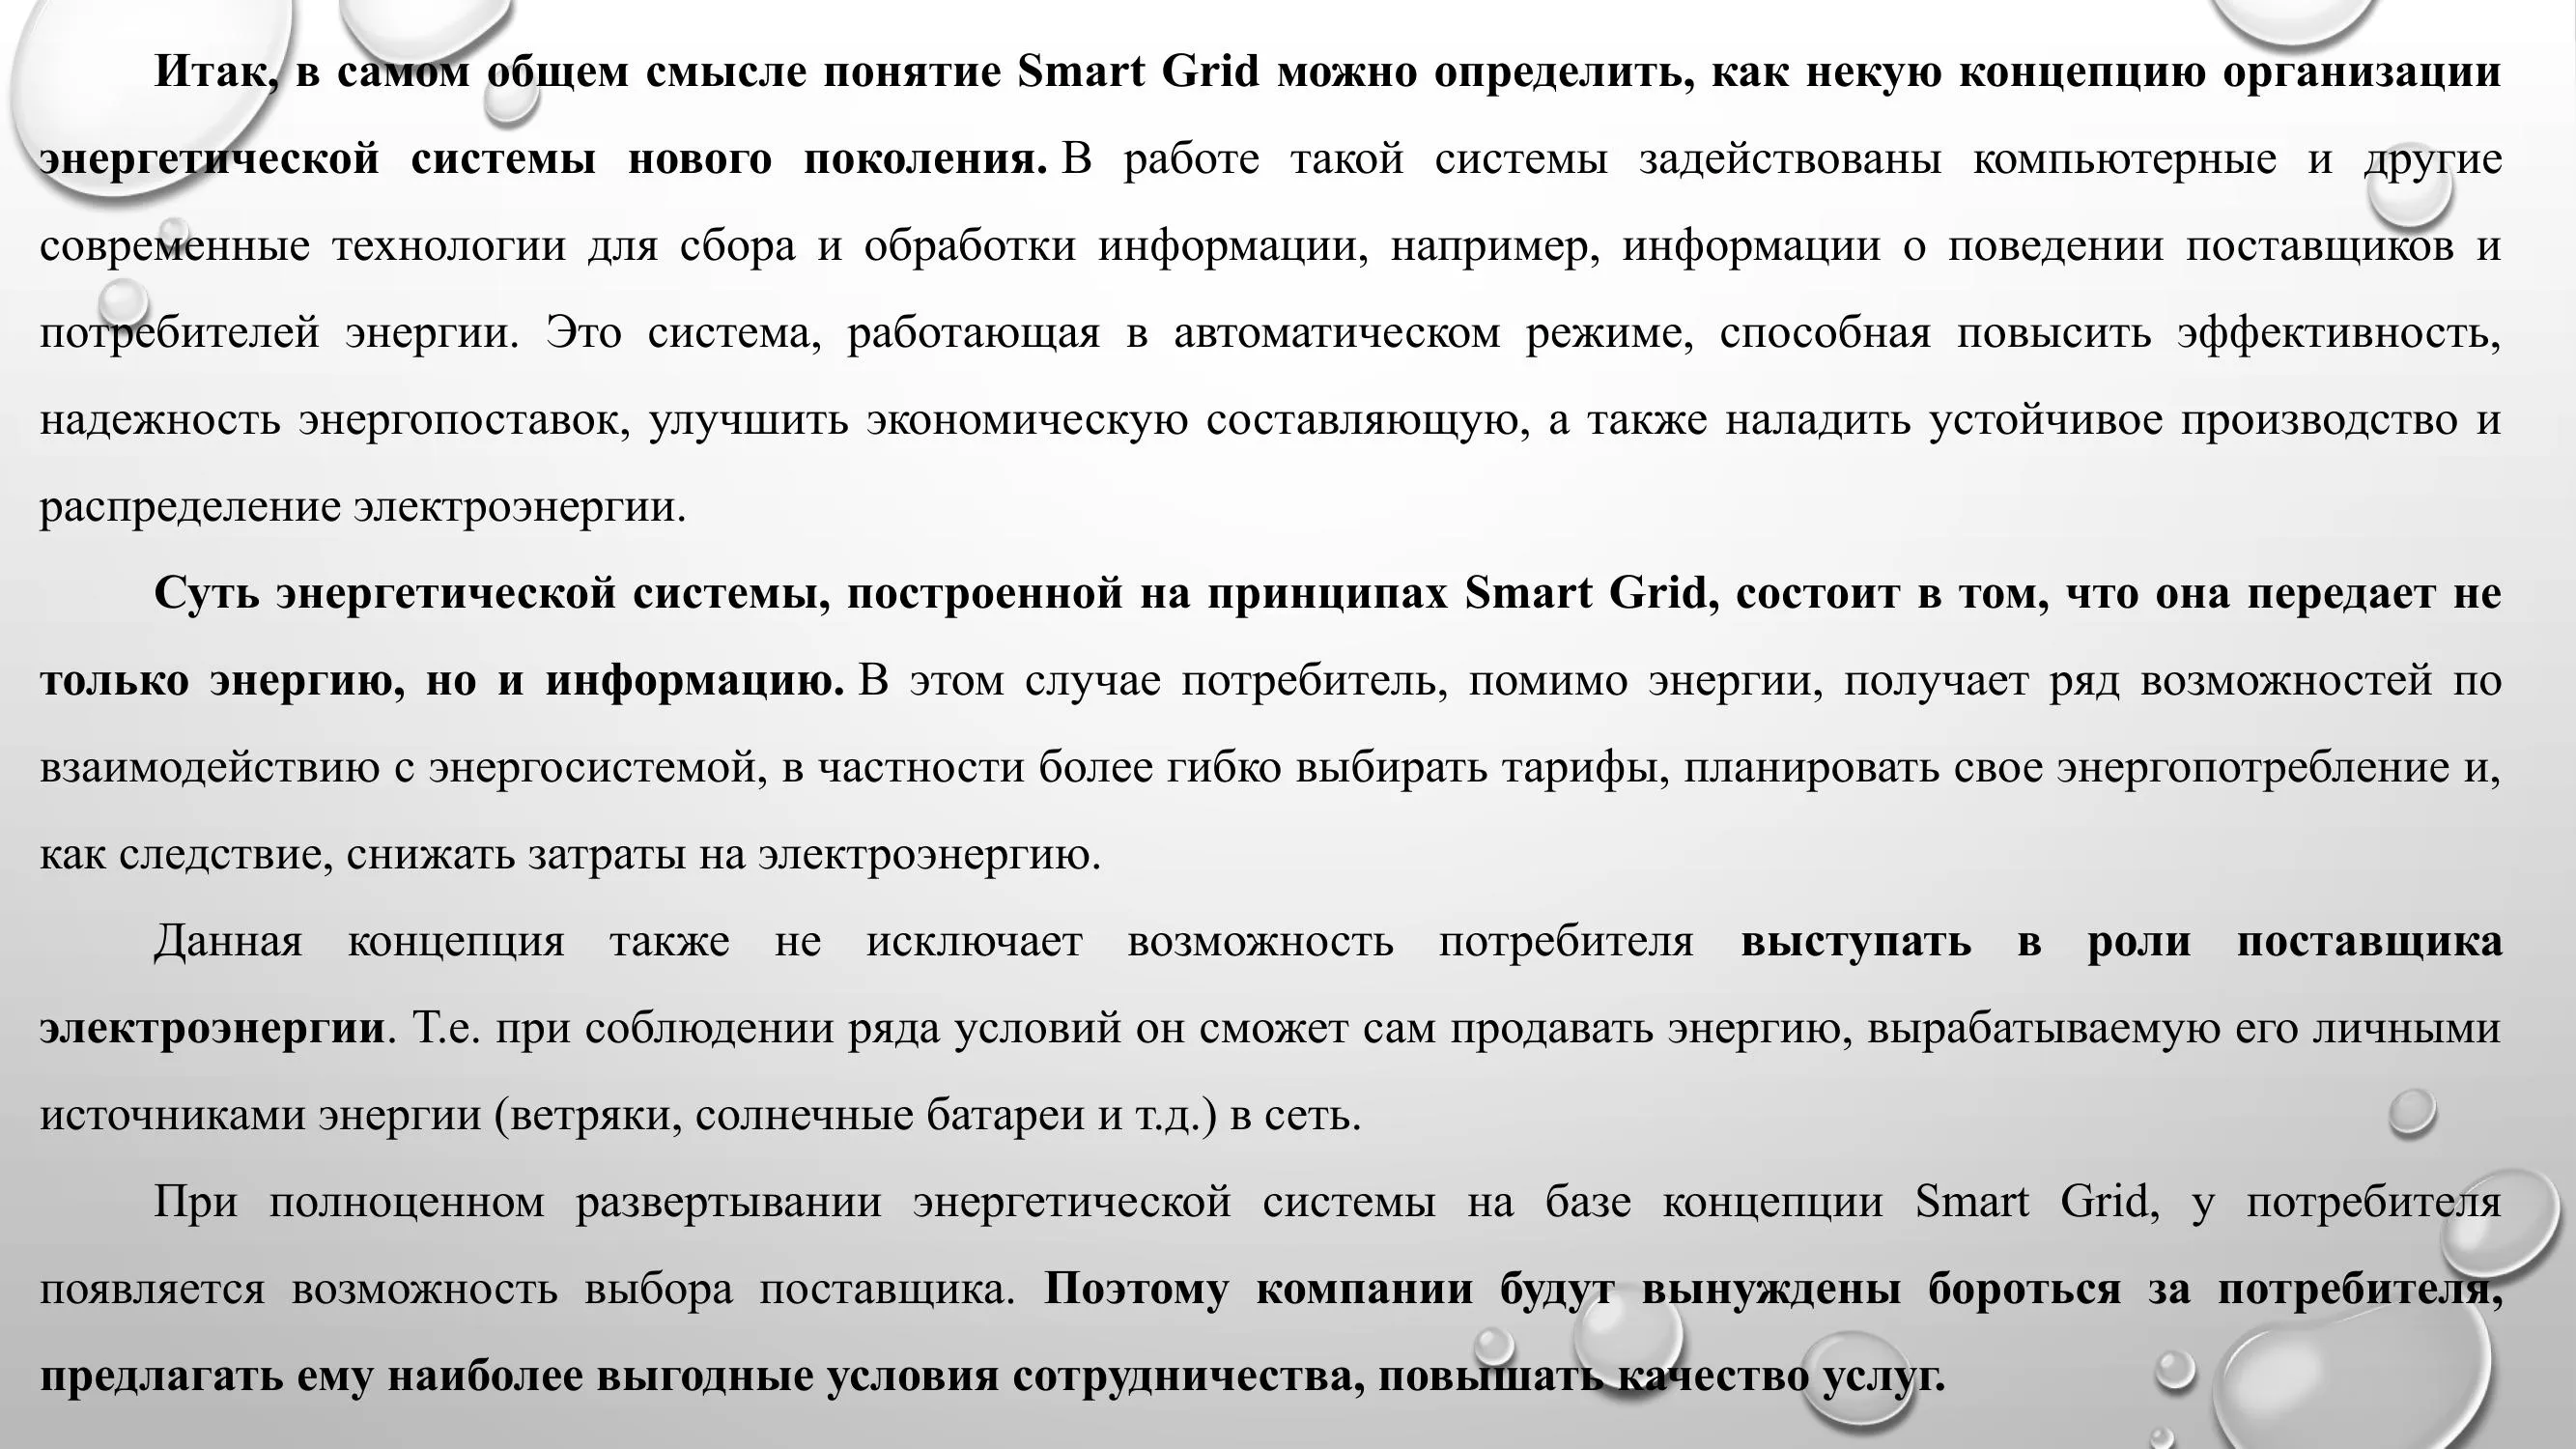 Итак, в самом общем смысле понятие Smart Grid можно определить, как некую концепцию организации
энергетической системы нового поколения. В работе такой системы задействованы компьютерные и другие
современные технологии для сбора и обработки информации, например, информации о поведении поставщиков и
потребителей энергии. Это система, работающая в автоматическом режиме, способная повысить эффективность,
надежность энергопоставок, улучшить экономическую составляющую, а также наладить устойчивое производство и
распределение электроэнергии.
Суть энергетической системы, построенной на принципах Smart Grid, состоит в том, что она передает не
только энергию, но и информацию. В этом случае потребитель, помимо энергии, получает ряд возможностей по
взаимодействию с энергосистемой, в частности более гибко выбирать тарифы, планировать свое энергопотребление и,
как следствие, снижать затраты на электроэнергию.
Данная концепция также не исключает возможность потребителя выступать в роли поставщика
электроэнергии. Т.е. при соблюдении ряда условий он сможет сам продавать энергию, вырабатываемую его личными
источниками энергии (ветряки, солнечные батареи и т.д.) в сеть.
При полноценном развертывании энергетической системы на базе концепции Smart Grid, у потребителя
появляется возможность выбора поставщика. Поэтому компании будут вынуждены бороться за потребителя,
предлагать ему наиболее выгодные условия сотрудничества, повышать качество услуг.